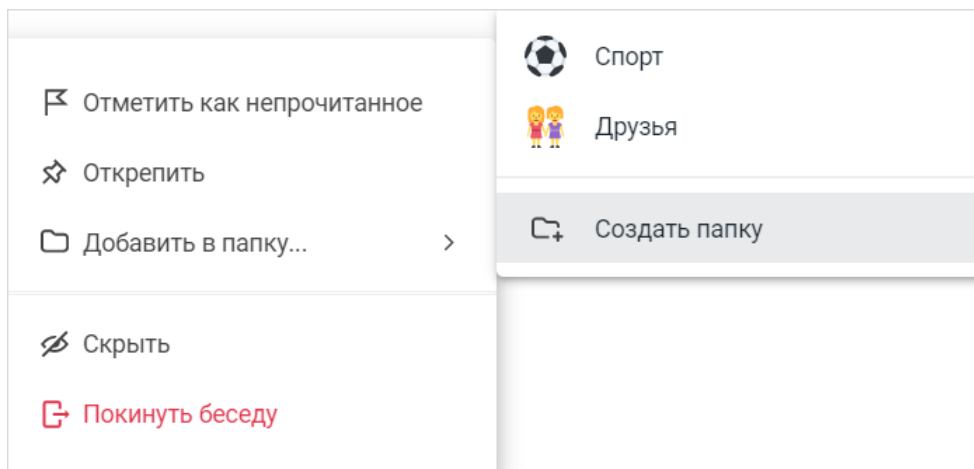 Отметить как непрочитанное
Открепить
Добавить в папку...
Скрыть
Покинуть беседу
Спорт
Друзья
Создать папку